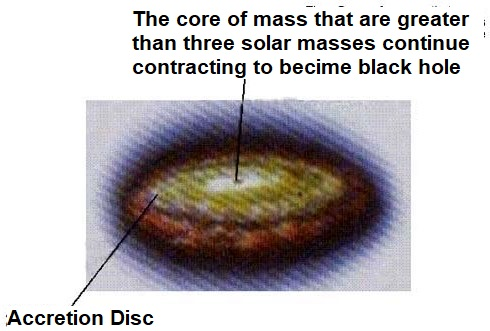 The core of mass that are greater
than three solar masses continue
contracting to becime black hole
Accretion Disc